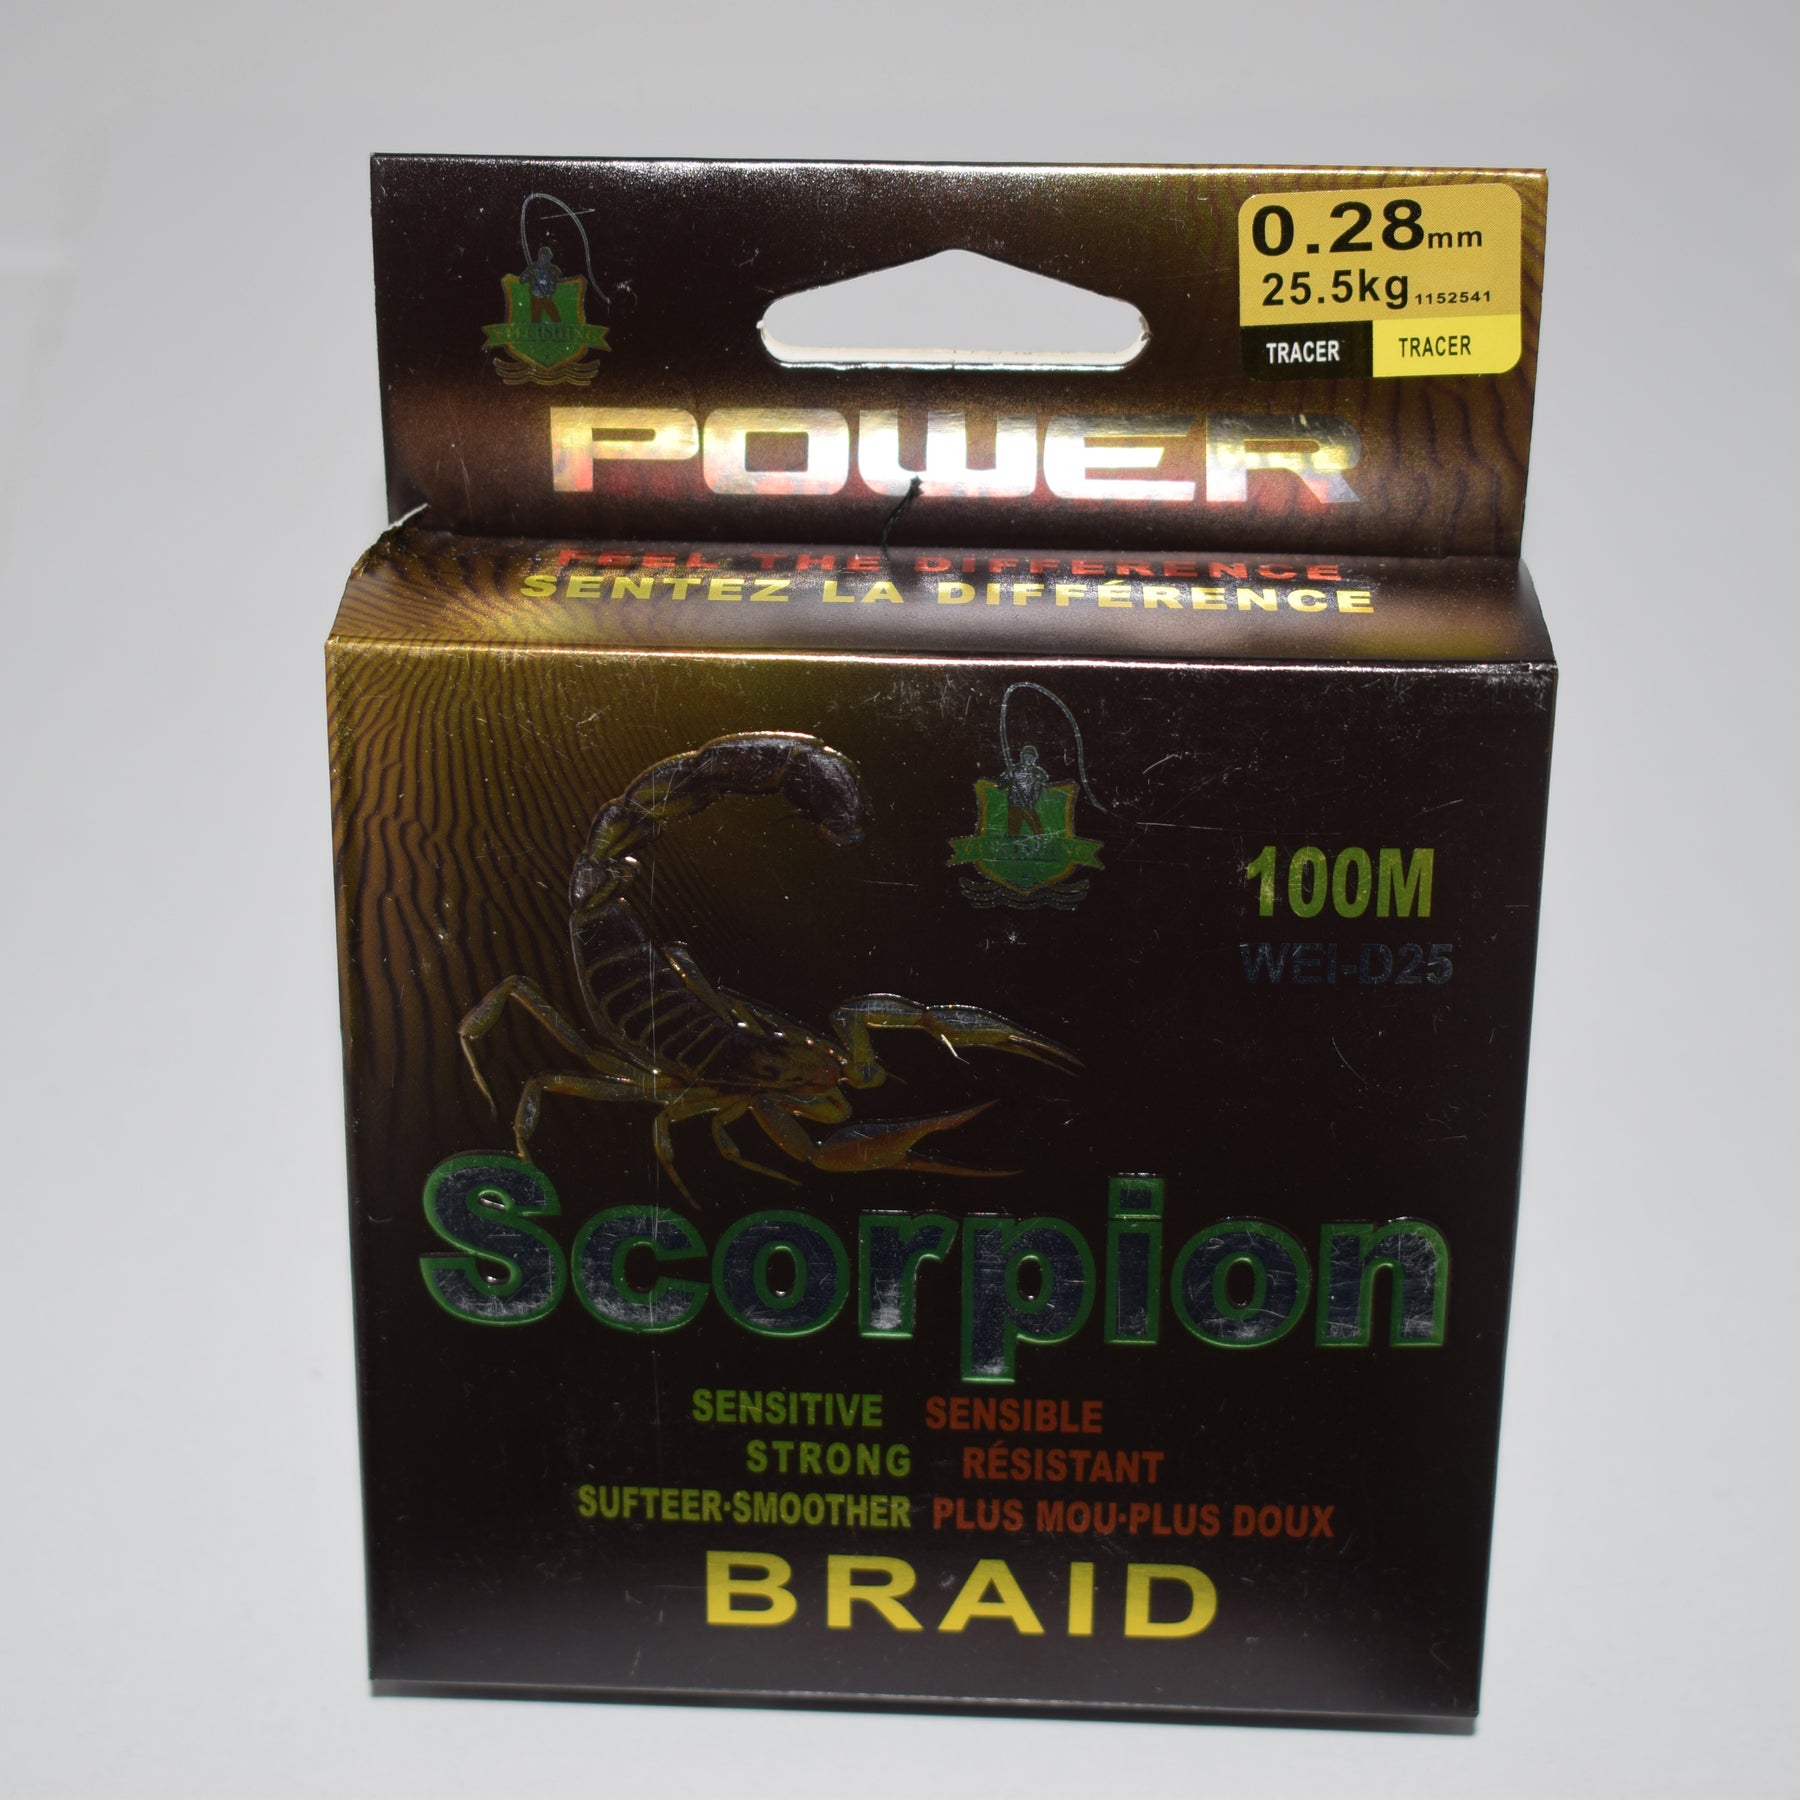 0.28mm
25.5kg 1152541
TRACER TRACER
POWER
FEEL THE DIFFERENCE
SENTEZ LA DIFFÉRENCE
100M
WEI-D25
Scorpion
SENSITIVE SENSIBLE
STRONG RÉSISTANT
SUFTEER·SMOOTHER PLUS MOU·PLUS DOUX
BRAID